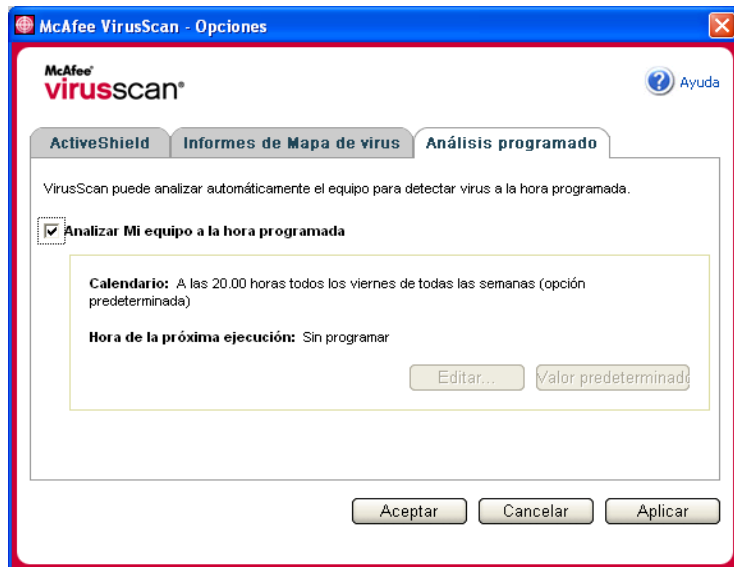 McAfee VirusScan - Opciones
McAfee®
virusscan®
Ayuda
ActiveShield
Informes de Mapa de virus
Análisis programado
VirusScan puede analizar automáticamente el equipo para detectar virus a la hora programada.
Analizar Mi equipo a la hora programada
Calendario: A las 20.00 horas todos los viernes de todas las semanas (opción
predeterminada)
Hora de la próxima ejecución: Sin programar
Editar...
Valor predeterminado
Aceptar
Cancelar
Aplicar